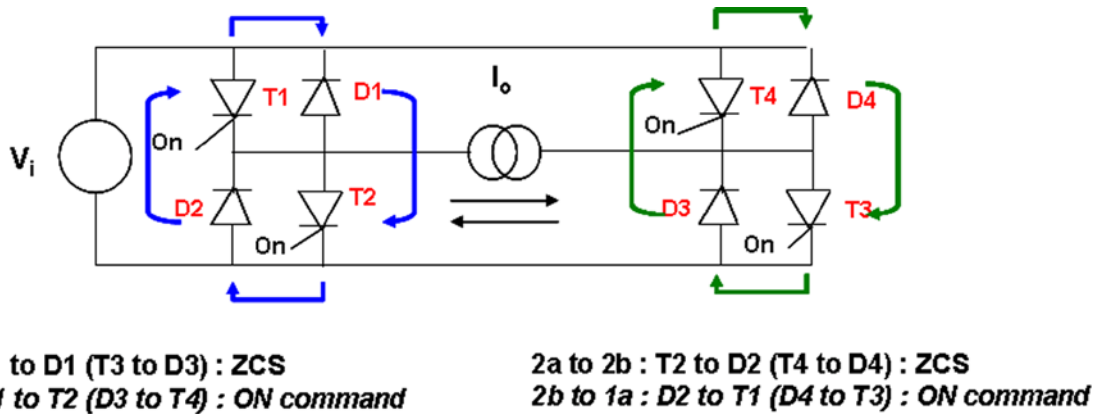 I₀
T1
D1
T4
D4
On
On
Vᵢ
T2
D2
D3
T3
On
On
to D1 (T3 to D3) : ZCS
to T2 (D3 to T4) : ON command
2a to 2b : T2 to D2 (T4 to D4) : ZCS
2b to 1a : D2 to T1 (D4 to T3) : ON command